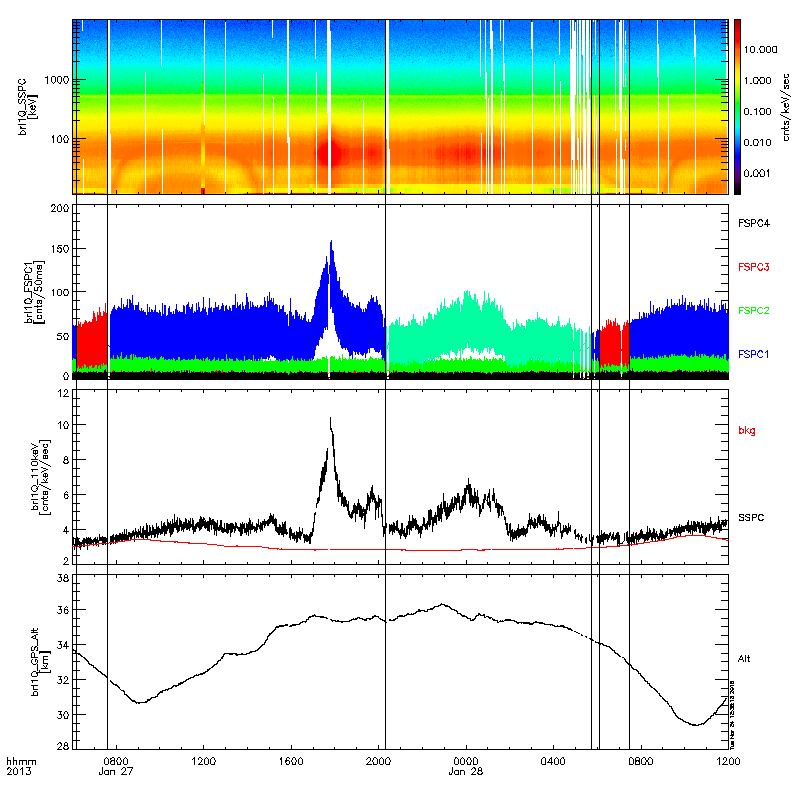 brl1Q_SSPC
[keV]
1000
100
10.000
1.000
0.100
0.010
0.001
cnts/keV/sec
brl1Q_FSPC1
[cnts/50ms]
200
150
100
50
0
FSPC4
FSPC3
FSPC2
FSPC1
brl1Q_110keV
[cnts/keV/sec]
12
10
8
6
4
2
bkg
SSPC
brl1Q_GPS_Alt
[km]
38
36
34
32
30
28
Alt
hhmm
2013
0800 1200 1600 2000 0000 0400 0800 1200
Jan 27 Jan 28